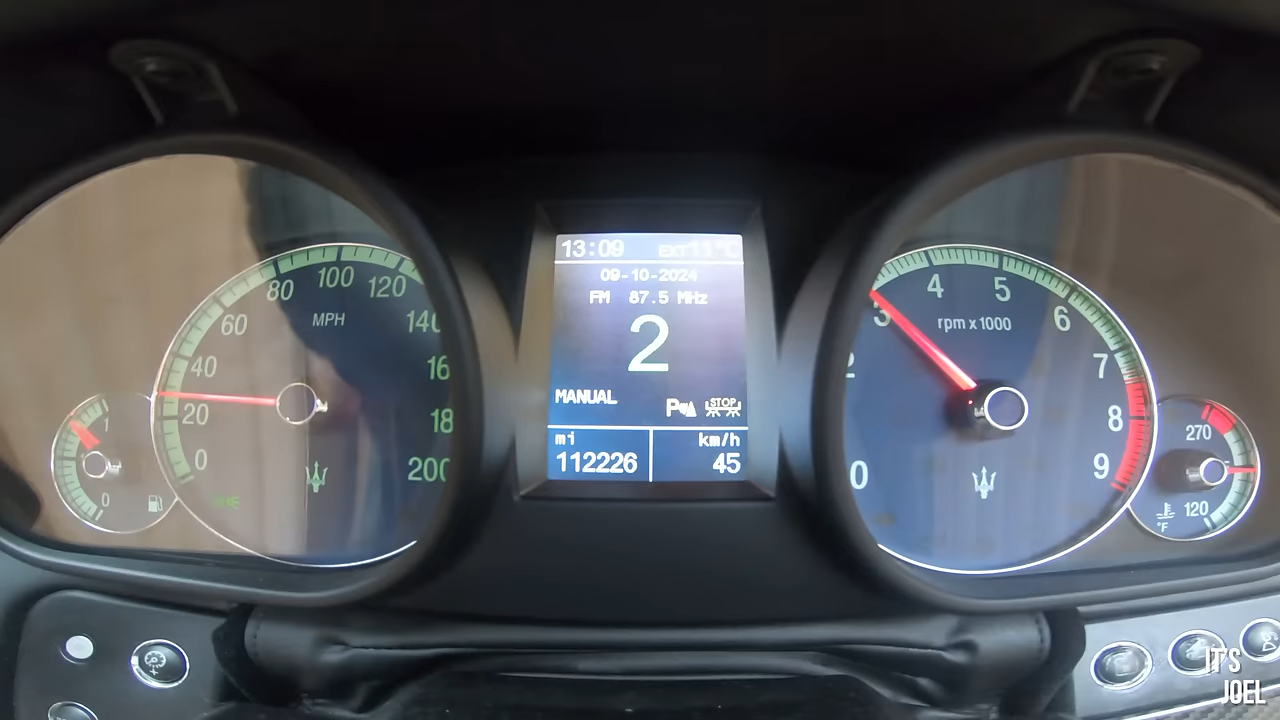 13:09 EXT 11°C
09-10-2024
FM 87.5 MHz
2
MANUAL
P STOP
mi km/h
112226 45
0
20
40
60
80
100
120
140
16
18
200
MPH
1
0
0
2
3
4
5
6
7
8
9
rpm x 1000
270
120
°F
IT'S
JOEL